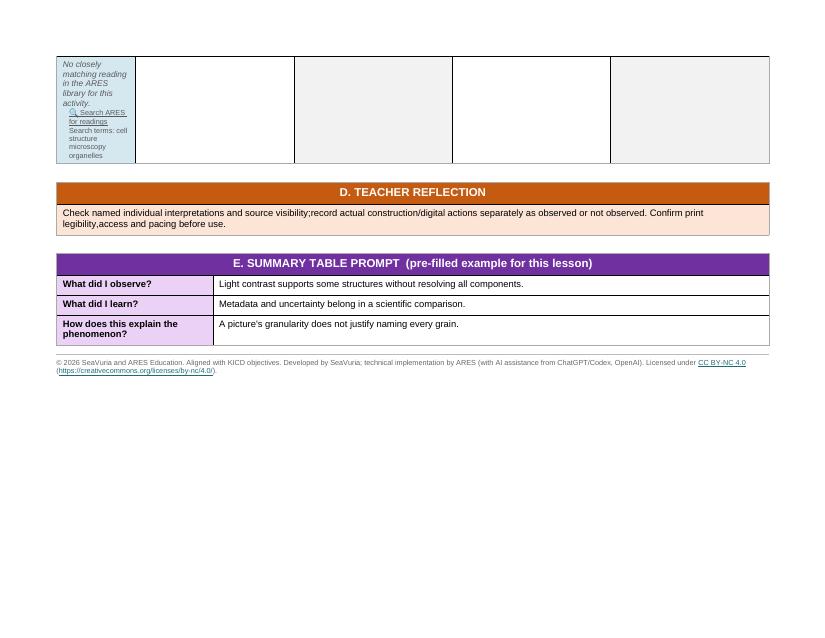 No closely
matching reading
in the ARES
library for this
activity.
🔍 Search ARES
for readings
Search terms: cell
structure
microscopy
organelles
D. TEACHER REFLECTION
Check named individual interpretations and source visibility;record actual construction/digital actions separately as observed or not observed. Confirm print
legibility,access and pacing before use.
E. SUMMARY TABLE PROMPT  (pre-filled example for this lesson)
What did I observe?
Light contrast supports some structures without resolving all components.
What did I learn?
Metadata and uncertainty belong in a scientific comparison.
How does this explain the
phenomenon?
A picture's granularity does not justify naming every grain.
© 2026 SeaVuria and ARES Education. Aligned with KICD objectives. Developed by SeaVuria; technical implementation by ARES (with AI assistance from ChatGPT/Codex, OpenAI). Licensed under CC BY-NC 4.0
(https://creativecommons.org/licenses/by-nc/4.0/).